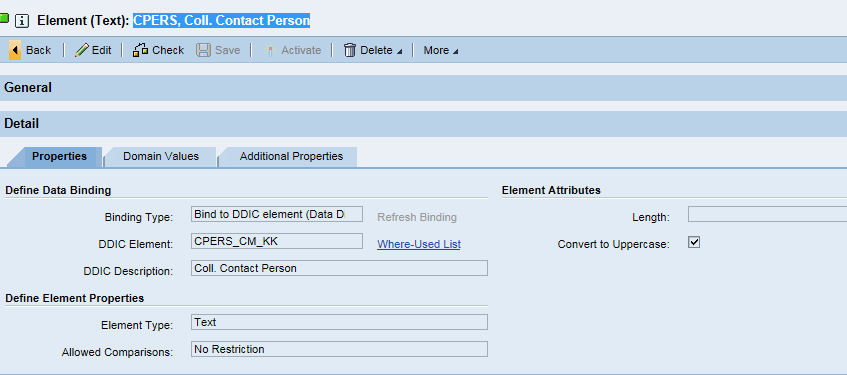 Element (Text): CPERS, Coll. Contact Person
Back Edit Check Save Activate Delete More
General
Detail
Properties Domain Values Additional Properties
Define Data Binding Element Attributes
Binding Type: Bind to DDIC element (Data D Refresh Binding Length:
DDIC Element: CPERS_CM_KK Where-Used List Convert to Uppercase:
DDIC Description: Coll. Contact Person
Define Element Properties
Element Type: Text
Allowed Comparisons: No Restriction